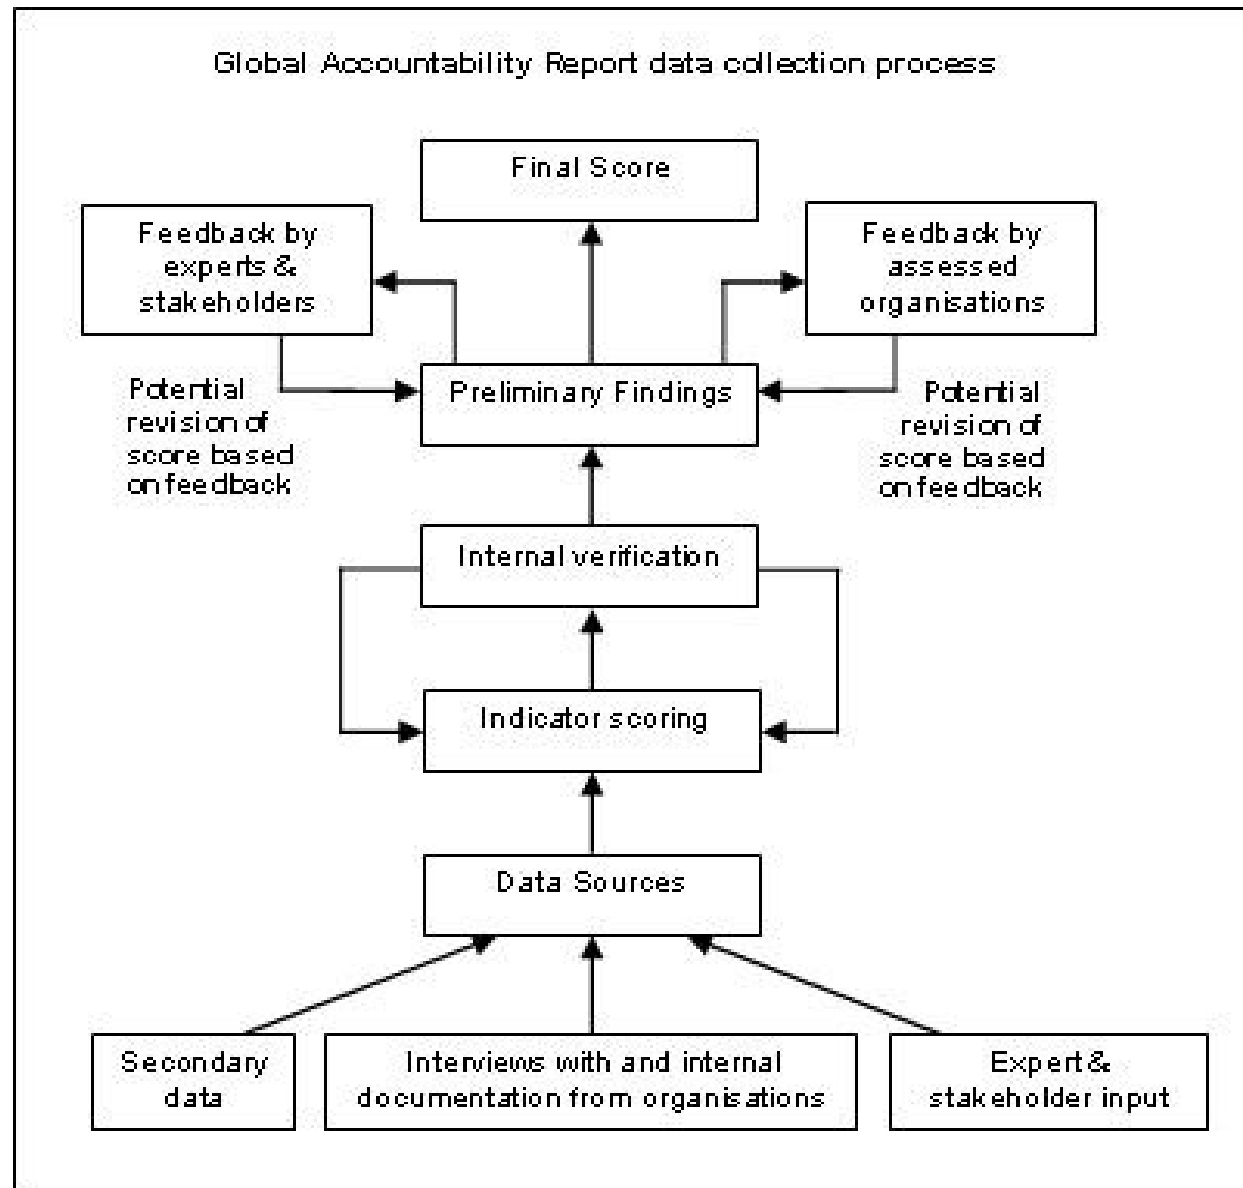 Global Accountability Report data collection process
Final Score
Feedback by
experts &
stakeholders
Feedback by
assessed
organisations
Potential
revision of
score based
on feedback
Preliminary Findings
Potential
revision of
score based
on feedback
Internal verification
Indicator scoring
Data Sources
Secondary
data
Interviews with and internal
documentation from organisations
Expert &
stakeholder input